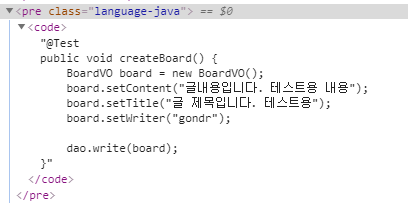 ▼<pre class="language-java"> == $0
▼<code>
"@Test
public void createBoard() {
BoardVO board = new BoardVO();
board.setContent("글내용입니다. 테스트용 내용");
board.setTitle("글 제목입니다. 테스트용");
board.setWriter("gondr");
dao.write(board);
}"
</code>
</pre>